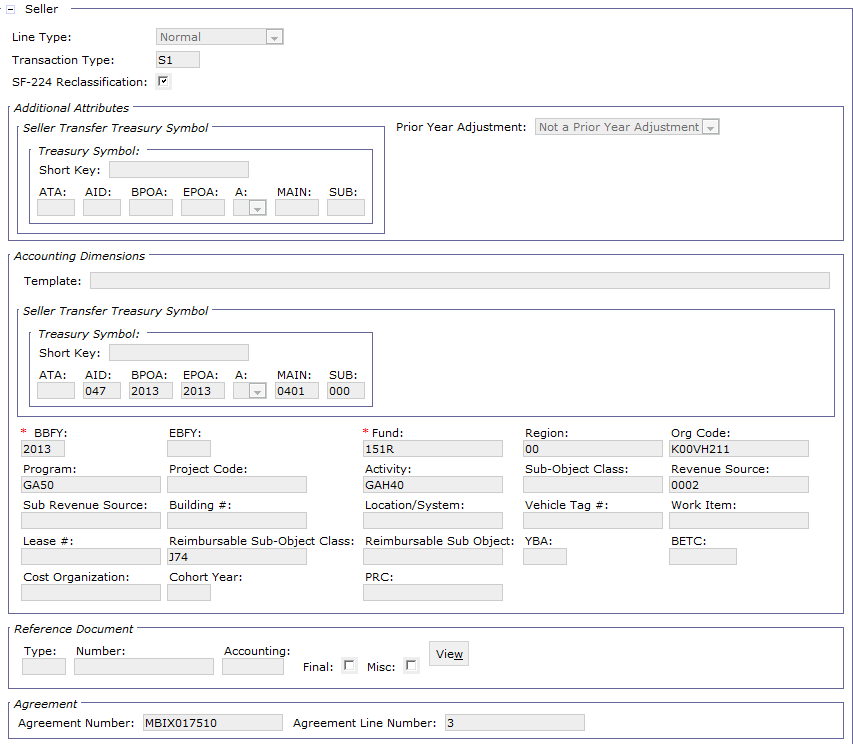 Seller
Line Type: Normal
Transaction Type: S1
SF-224 Reclassification:
Additional Attributes
Seller Transfer Treasury Symbol
Prior Year Adjustment: Not a Prior Year Adjustment
Treasury Symbol:
Short Key:
ATA: AID: BPOA: EPOA: A: MAIN: SUB:
Accounting Dimensions
Template:
Seller Transfer Treasury Symbol
Treasury Symbol:
Short Key:
ATA: AID: BPOA: EPOA: A: MAIN: SUB:
047 2013 2013 0401 000
* BBFY: EBFY: * Fund: Region: Org Code:
2013 151R 00 K00VH211
Program: Project Code: Activity: Sub-Object Class: Revenue Source:
GA50 GAH40 0002
Sub Revenue Source: Building #: Location/System: Vehicle Tag #: Work Item:
Lease #: Reimbursable Sub-Object Class: Reimbursable Sub Object: YBA: BETC:
J74
Cost Organization: Cohort Year: PRC:
Reference Document
Type: Number: Accounting:
Final: Misc: View
Agreement
Agreement Number: MBIX017510 Agreement Line Number: 3